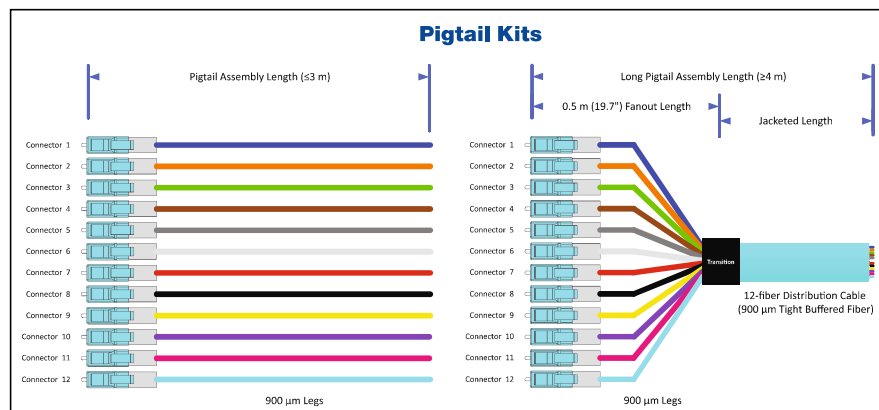 Pigtail Kits
Pigtail Assembly Length (≤3 m)
Connector 1
Connector 2
Connector 3
Connector 4
Connector 5
Connector 6
Connector 7
Connector 8
Connector 9
Connector 10
Connector 11
Connector 12
900 µm Legs
Long Pigtail Assembly Length (≥4 m)
0.5 m (19.7") Fanout Length
Jacketed Length
Connector 1
Connector 2
Connector 3
Connector 4
Connector 5
Connector 6
Connector 7
Connector 8
Connector 9
Connector 10
Connector 11
Connector 12
Transition
12-fiber Distribution Cable
(900 µm Tight Buffered Fiber)
900 µm Legs